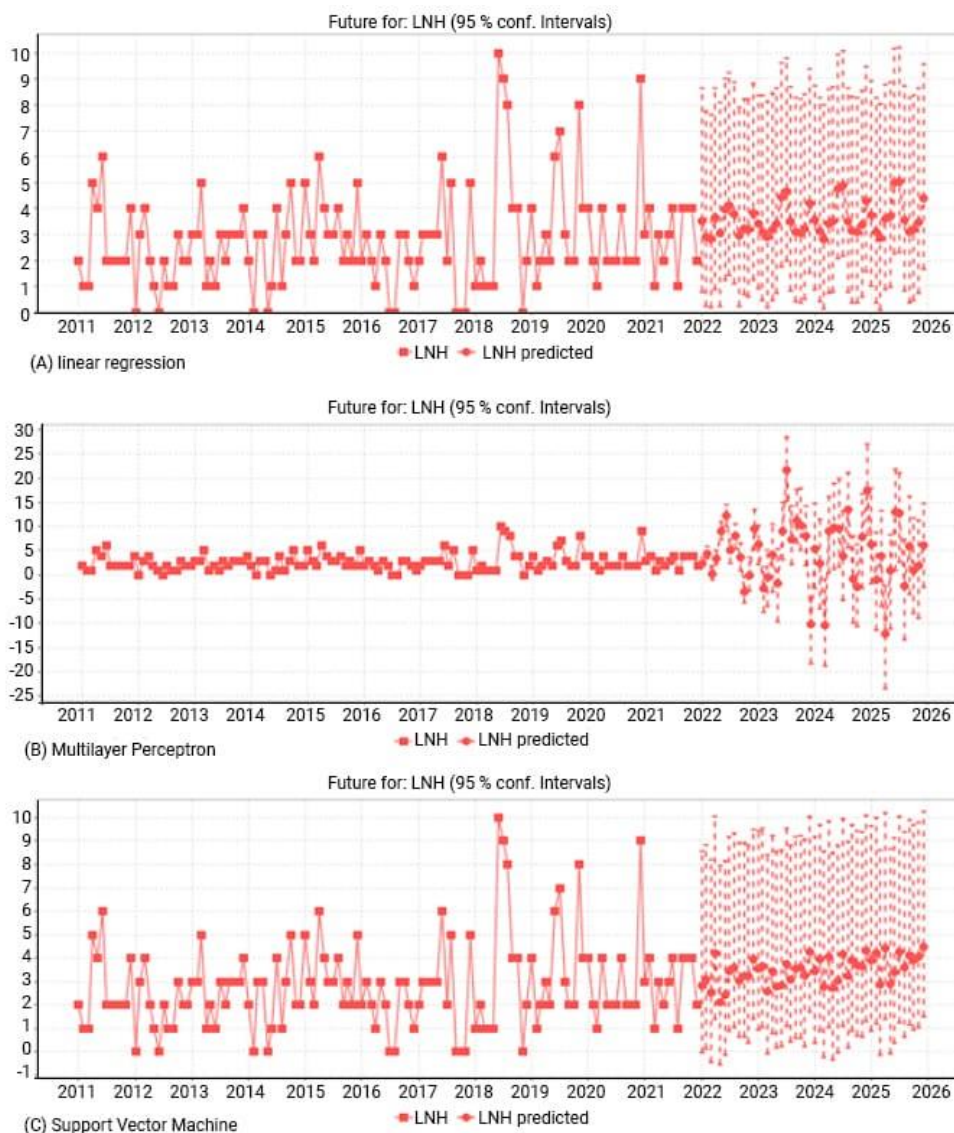 Future for: LNH (95 % conf. Intervals)
10
9
8
7
6
5
4
3
2
1
0
2011 2012 2013 2014 2015 2016 2017 2018 2019 2020 2021 2022 2023 2024 2025 2026
LNH LNH predicted
(A) linear regression
Future for: LNH (95 % conf. Intervals)
30
25
20
15
10
5
0
-5
-10
-15
-20
-25
2011 2012 2013 2014 2015 2016 2017 2018 2019 2020 2021 2022 2023 2024 2025 2026
LNH LNH predicted
(B) Multilayer Perceptron
Future for: LNH (95 % conf. Intervals)
10
9
8
7
6
5
4
3
2
1
0
-1
2011 2012 2013 2014 2015 2016 2017 2018 2019 2020 2021 2022 2023 2024 2025 2026
LNH LNH predicted
(C) Support Vector Machine